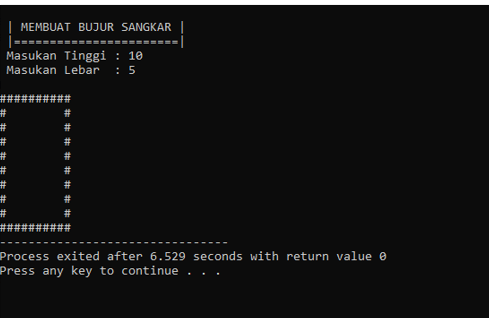 | MEMBUAT BUJUR SANGKAR |
|=======================|
Masukan Tinggi : 10
Masukan Lebar  : 5
##########
#        #
#        #
#        #
#        #
#        #
#        #
#        #
#        #
##########
--------------------------------
Process exited after 6.529 seconds with return value 0
Press any key to continue . . .